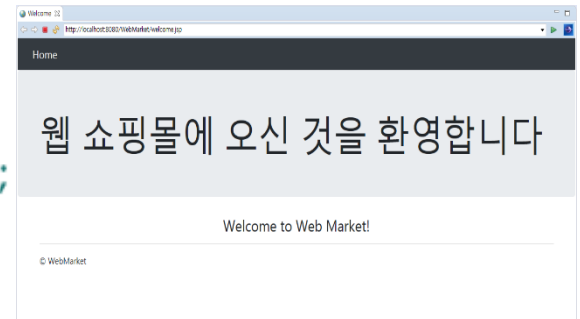 Welcome
http://localhost:8080/WebMarket/welcome.jsp
Home
웹 쇼핑몰에 오신 것을 환영합니다
Welcome to Web Market!
© WebMarket